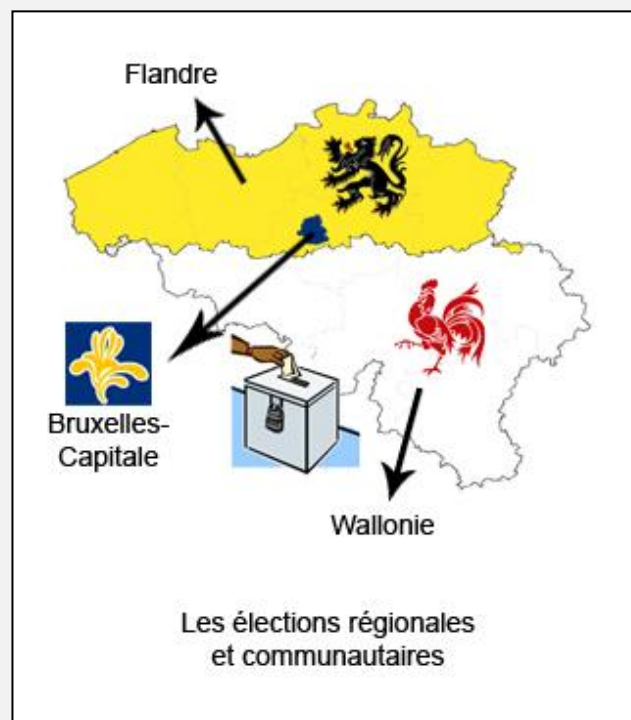 Flandre
Bruxelles-
Capitale
Wallonie
Les élections régionales
et communautaires